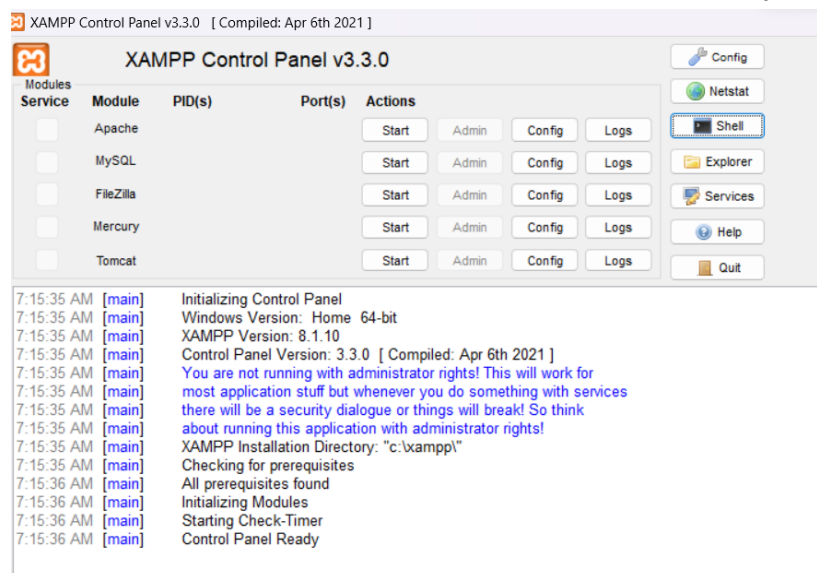 XAMPP Control Panel v3.3.0 [ Compiled: Apr 6th 2021 ]
XAMPP Control Panel v3.3.0
Config
Modules
Service Module PID(s) Port(s) Actions
Netstat
Apache Start Admin Config Logs
Shell
MySQL Start Admin Config Logs
Explorer
FileZilla Start Admin Config Logs
Services
Mercury Start Admin Config Logs
Help
Tomcat Start Admin Config Logs
Quit
7:15:35 AM [main] Initializing Control Panel
7:15:35 AM [main] Windows Version: Home 64-bit
7:15:35 AM [main] XAMPP Version: 8.1.10
7:15:35 AM [main] Control Panel Version: 3.3.0 [ Compiled: Apr 6th 2021 ]
7:15:35 AM [main] You are not running with administrator rights! This will work for
7:15:35 AM [main] most application stuff but whenever you do something with services
7:15:35 AM [main] there will be a security dialogue or things will break! So think
7:15:35 AM [main] about running this application with administrator rights!
7:15:35 AM [main] XAMPP Installation Directory: "c:\xampp\"
7:15:35 AM [main] Checking for prerequisites
7:15:36 AM [main] All prerequisites found
7:15:36 AM [main] Initializing Modules
7:15:36 AM [main] Starting Check-Timer
7:15:36 AM [main] Control Panel Ready